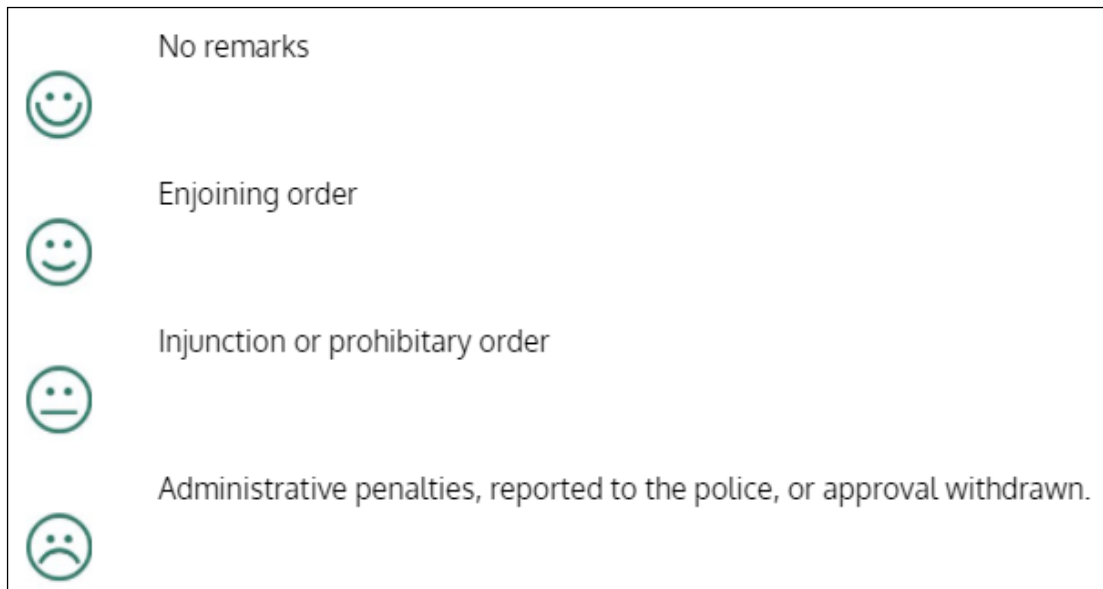 No remarks
Enjoining order
Injunction or prohibitary order
Administrative penalties, reported to the police, or approval withdrawn.